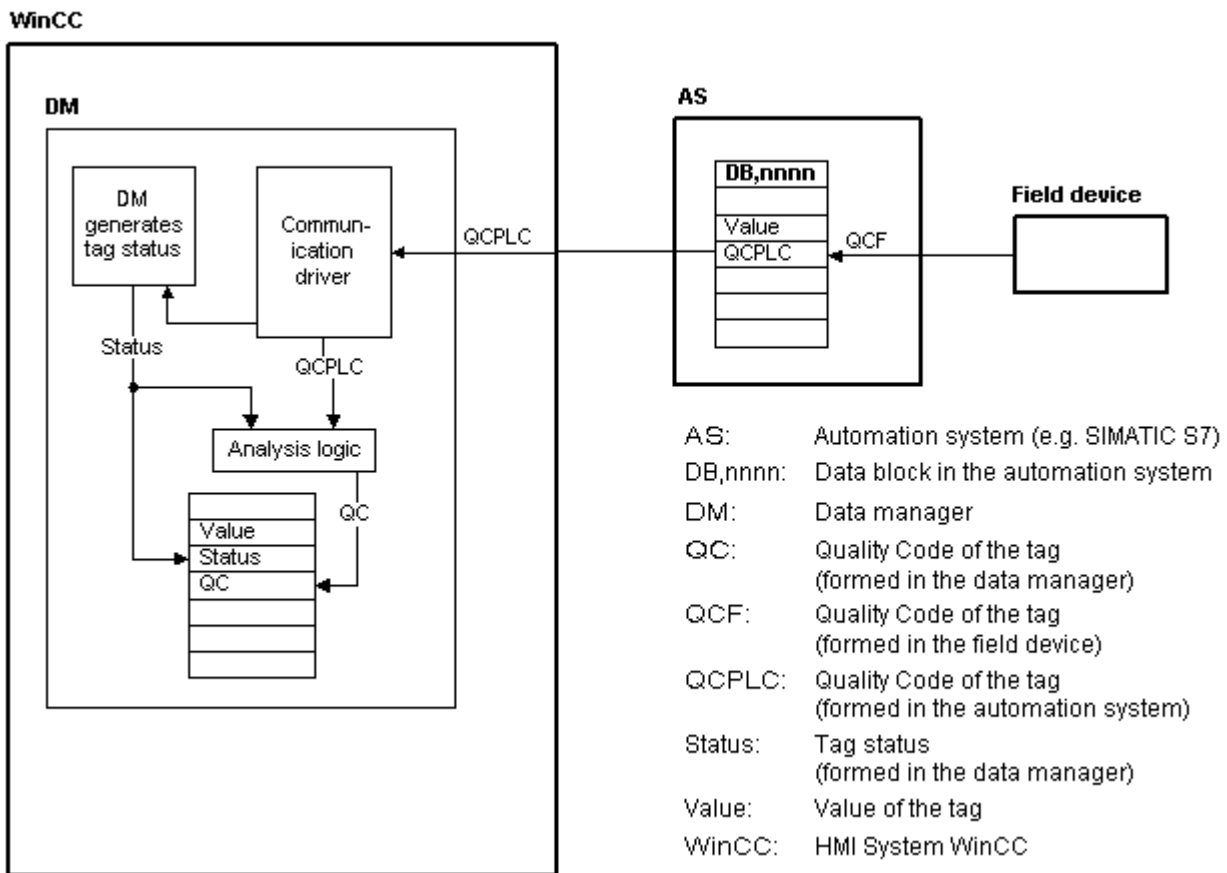 WinCC
DM
DM
generates
tag status
Commun-
ication
driver
QCPLC
Status
QCPLC
Analysis logic
QC
Value
Status
QC
AS
DB,nnnn
Value
QCPLC
QCF
Field device
AS: Automation system (e.g. SIMATIC S7)
DB,nnnn: Data block in the automation system
DM: Data manager
QC: Quality Code of the tag
(formed in the data manager)
QCF: Quality Code of the tag
(formed in the field device)
QCPLC: Quality Code of the tag
(formed in the automation system)
Status: Tag status
(formed in the data manager)
Value: Value of the tag
WinCC: HMI System WinCC